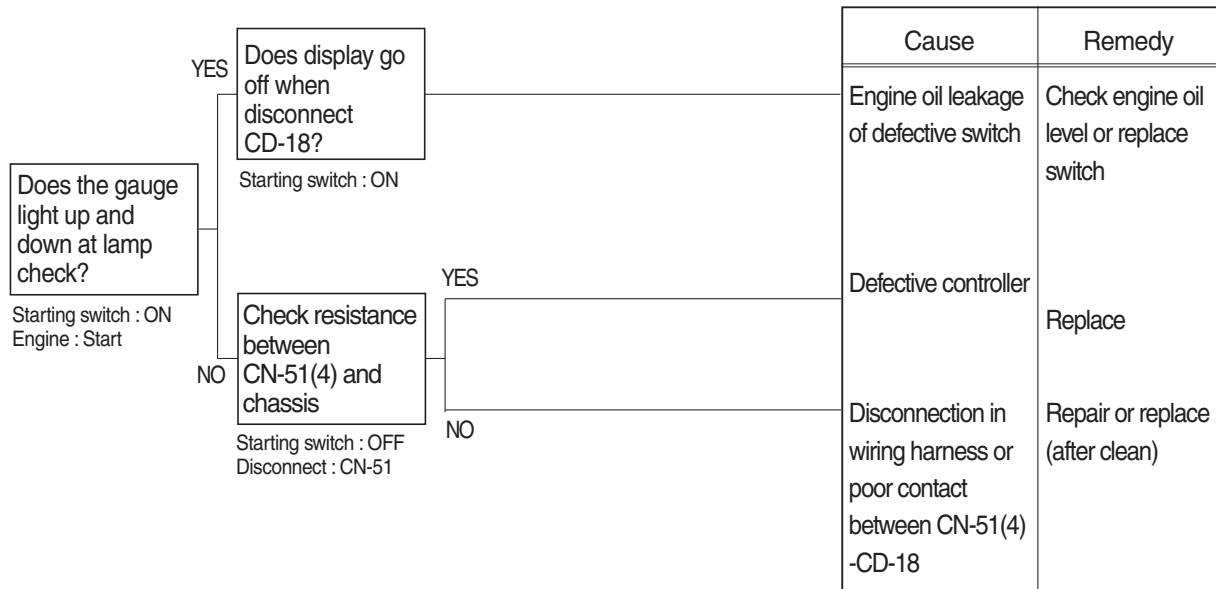 YES
Does display go
off when
disconnect
CD-18?
Starting switch : ON
Does the gauge
light up and
down at lamp
check?
Starting switch : ON
Engine : Start
NO
Check resistance
between
CN-51(4) and
chassis
Starting switch : OFF
Disconnect : CN-51
YES
NO
Cause
Remedy
Engine oil leakage
of defective switch
Check engine oil
level or replace
switch
Defective controller
Replace
Disconnection in
wiring harness or
poor contact
between CN-51(4)
-CD-18
Repair or replace
(after clean)